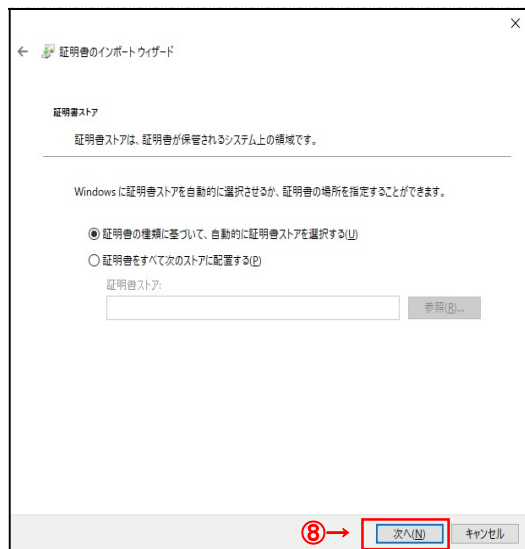 ×
← 証明書のインポート ウィザード
証明書ストア
証明書ストアは、証明書が保管されるシステム上の領域です。
Windows に証明書ストアを自動的に選択させるか、証明書の場所を指定することができます。
証明書の種類に基づいて、自動的に証明書ストアを選択する(U)
証明書をすべて次のストアに配置する(P)
証明書ストア:
参照(R)...
⑧→ 次へ(N) キャンセル